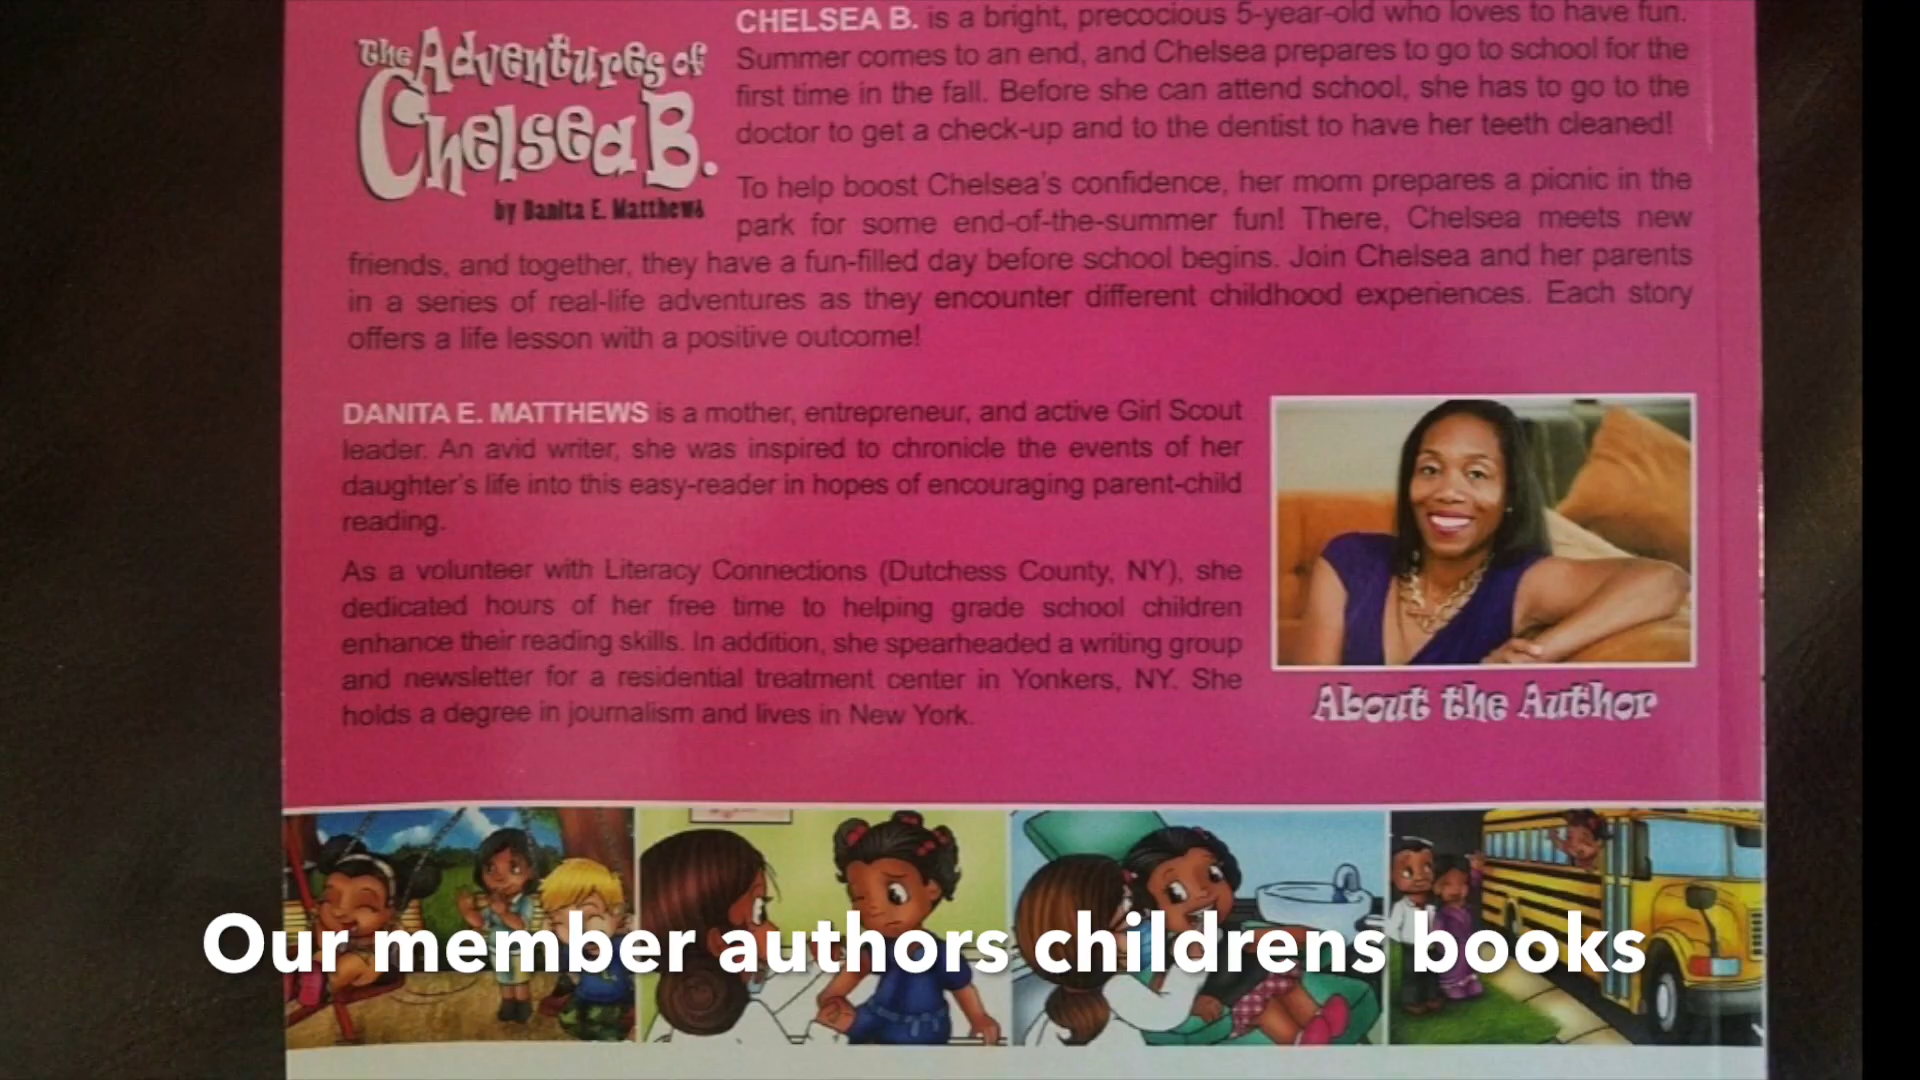 The Adventures of
Chelsea B.
by Danita E. Matthews
CHELSEA B. is a bright, precocious 5-year-old who loves to have fun.
Summer comes to an end, and Chelsea prepares to go to school for the
first time in the fall. Before she can attend school, she has to go to the
doctor to get a check-up and to the dentist to have her teeth cleaned!
To help boost Chelsea's confidence, her mom prepares a picnic in the
park for some end-of-the-summer fun! There, Chelsea meets new
friends, and together, they have a fun-filled day before school begins. Join Chelsea and her parents
in a series of real-life adventures as they encounter different childhood experiences. Each story
offers a life lesson with a positive outcome!
DANITA E. MATTHEWS is a mother, entrepreneur, and active Girl Scout
leader. An avid writer, she was inspired to chronicle the events of her
daughter's life into this easy-reader in hopes of encouraging parent-child
reading.
As a volunteer with Literacy Connections (Dutchess County, NY), she
dedicated hours of her free time to helping grade school children
enhance their reading skills. In addition, she spearheaded a writing group
and newsletter for a residential treatment center in Yonkers, NY. She
holds a degree in journalism and lives in New York.
About the Author
Our member authors childrens books